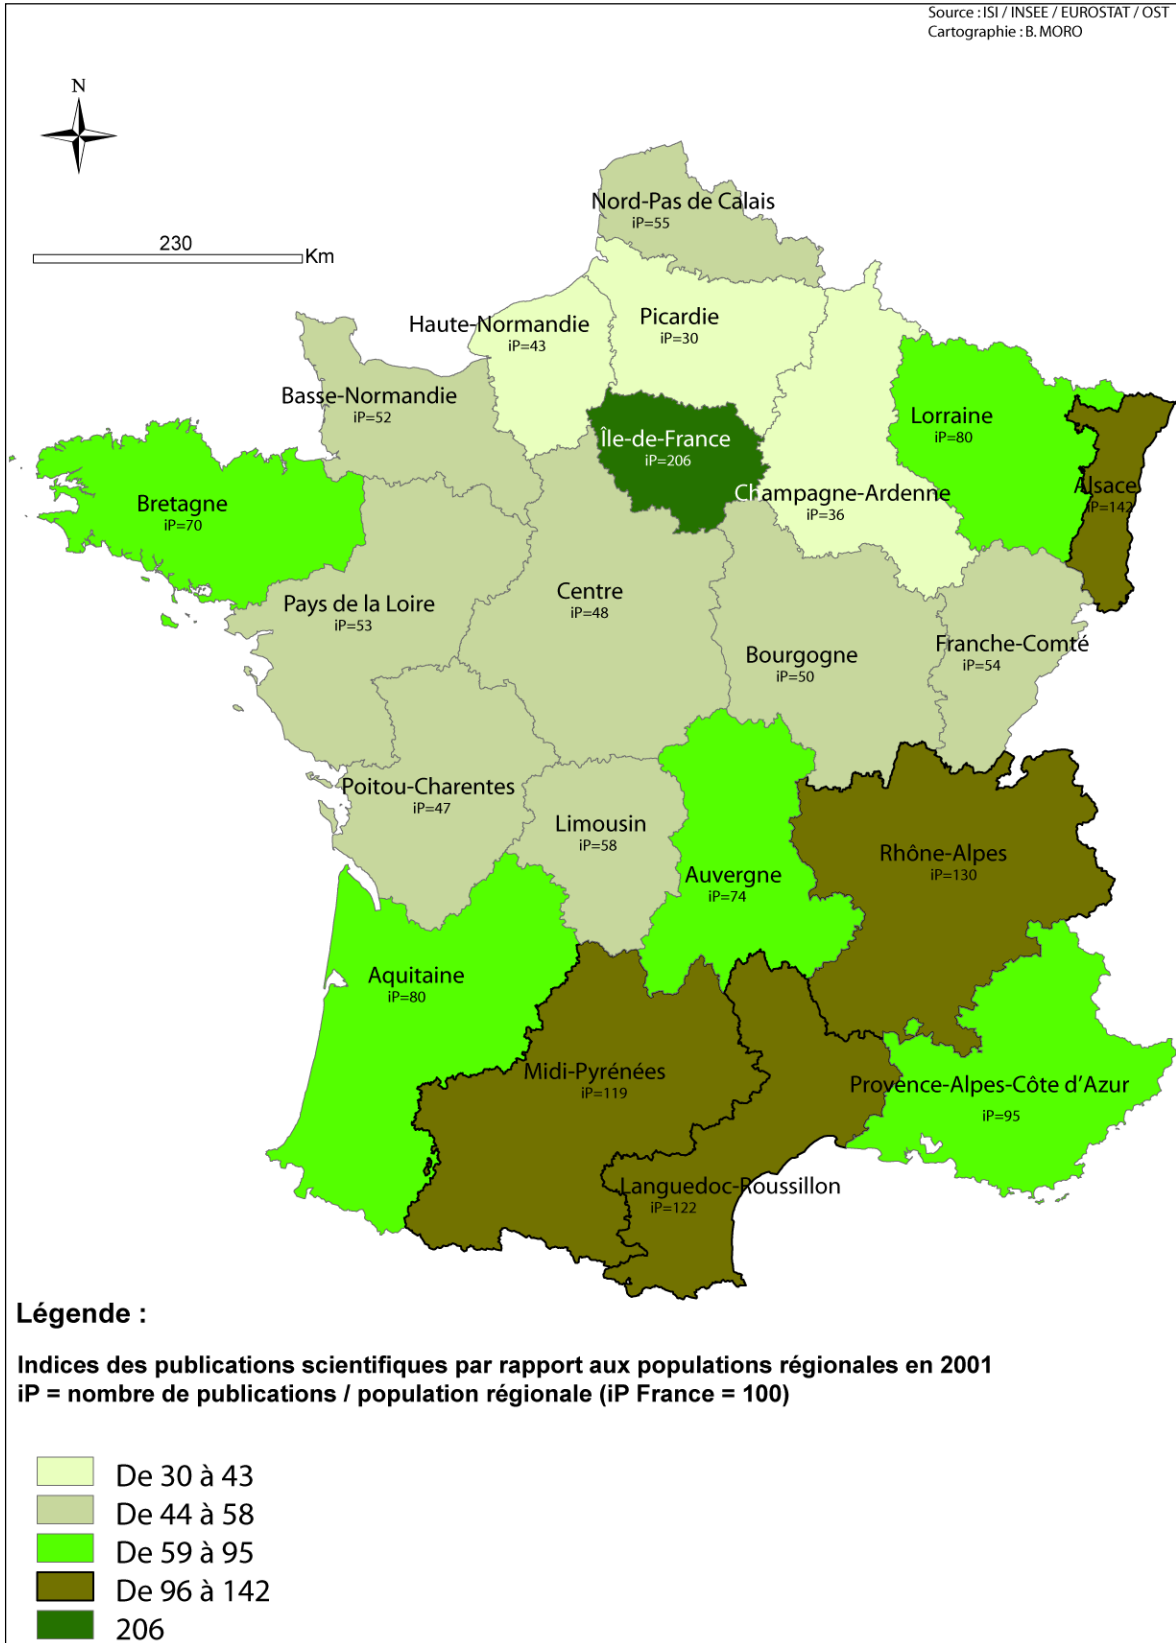 Source : ISI / INSEE / EUROSTAT / OST
Cartographie : B. MORO
N
230
Km
Nord-Pas de Calais
iP=55
Haute-Normandie
iP=43
Picardie
iP=30
Basse-Normandie
iP=52
Île-de-France
iP=206
Lorraine
iP=80
Alsace
iP=142
Champagne-Ardenne
iP=36
Bretagne
iP=70
Pays de la Loire
iP=53
Centre
iP=48
Bourgogne
iP=50
Franche-Comté
iP=54
Poitou-Charentes
iP=47
Limousin
iP=58
Auvergne
iP=74
Rhône-Alpes
iP=130
Aquitaine
iP=80
Midi-Pyrénées
iP=119
Provence-Alpes-Côte d'Azur
iP=95
Languedoc-Roussillon
iP=122
Légende :
Indices des publications scientifiques par rapport aux populations régionales en 2001
iP = nombre de publications / population régionale (iP France = 100)
De 30 à 43
De 44 à 58
De 59 à 95
De 96 à 142
206